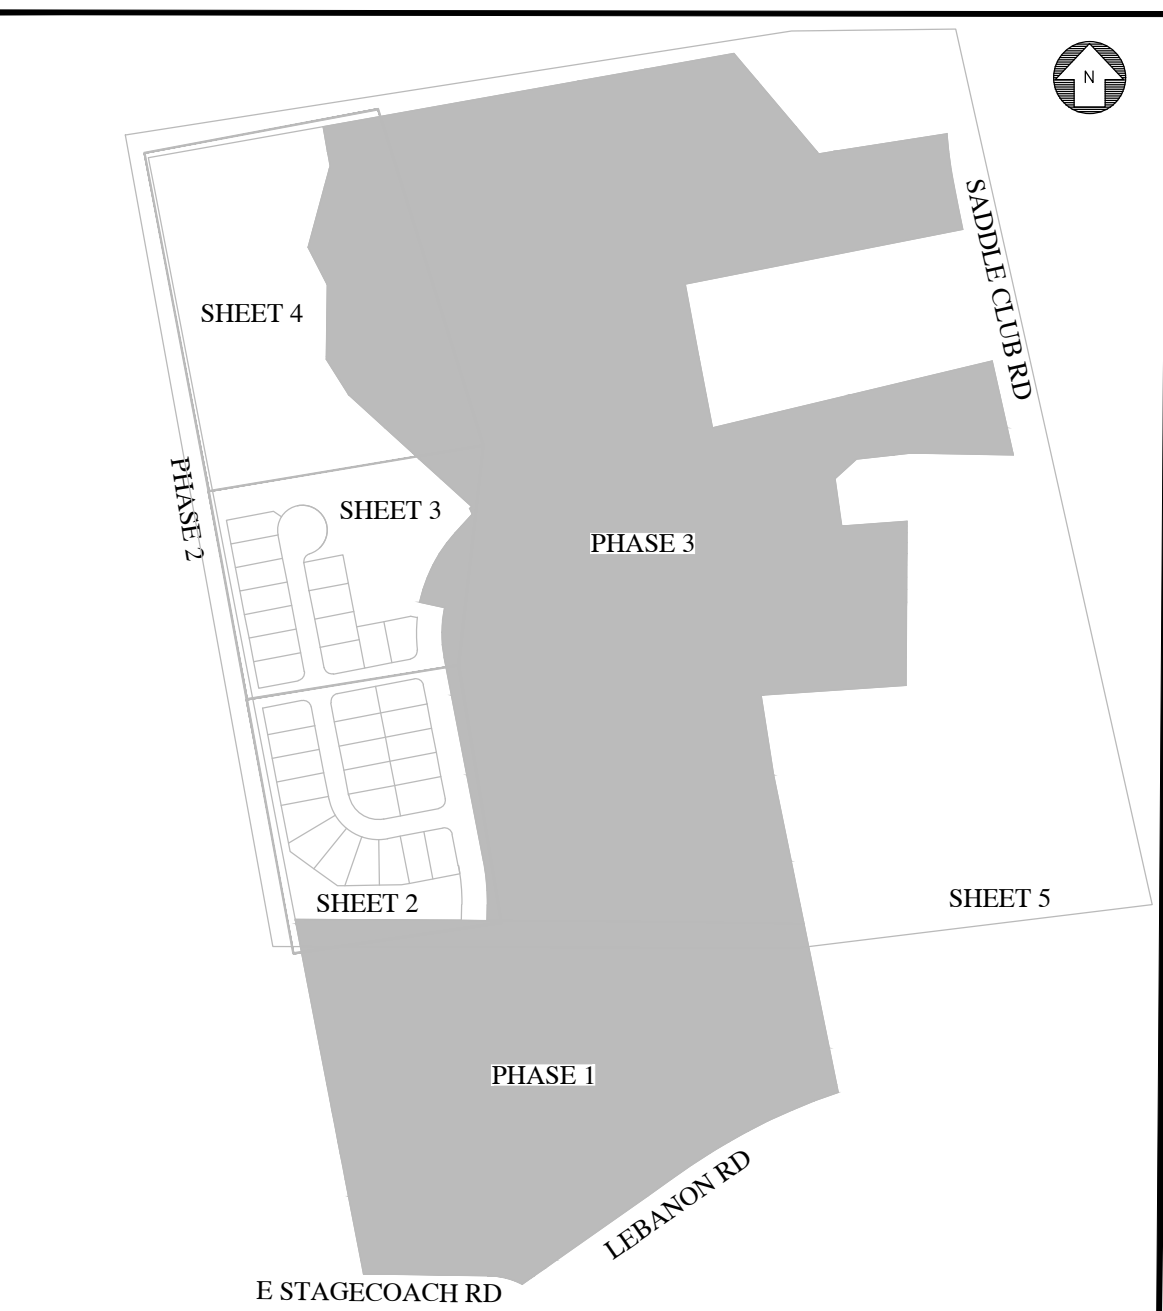 N
SADDLE CLUB RD
SHEET 4
PHASE 2
SHEET 3
PHASE 3
SHEET 2
SHEET 5
PHASE 1
LEBANON RD
E STAGECOACH RD